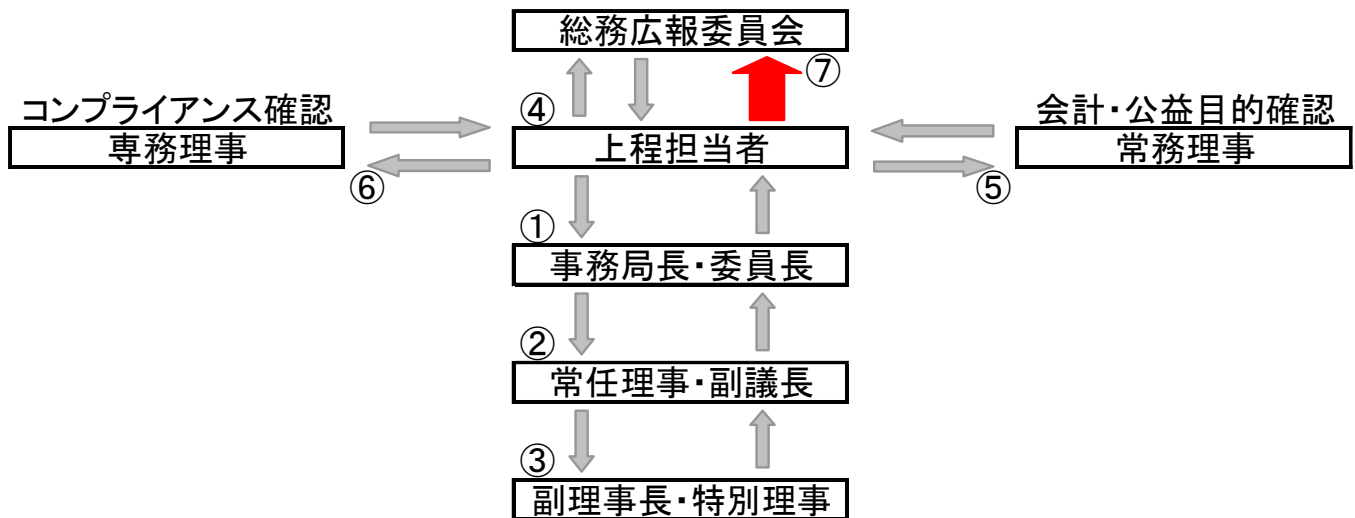 総務広報委員会
⑦
コンプライアンス確認
④
会計・公益目的確認
専務理事
上程担当者
常務理事
⑥
⑤
①
事務局長・委員長
②
常任理事・副議長
③
副理事長・特別理事